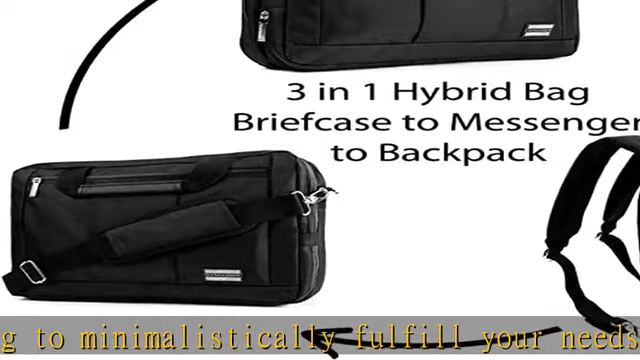 3 in 1 Hybrid Bag
Briefcase to Messenger
to Backpack
g to minimalistically fulfill your needs